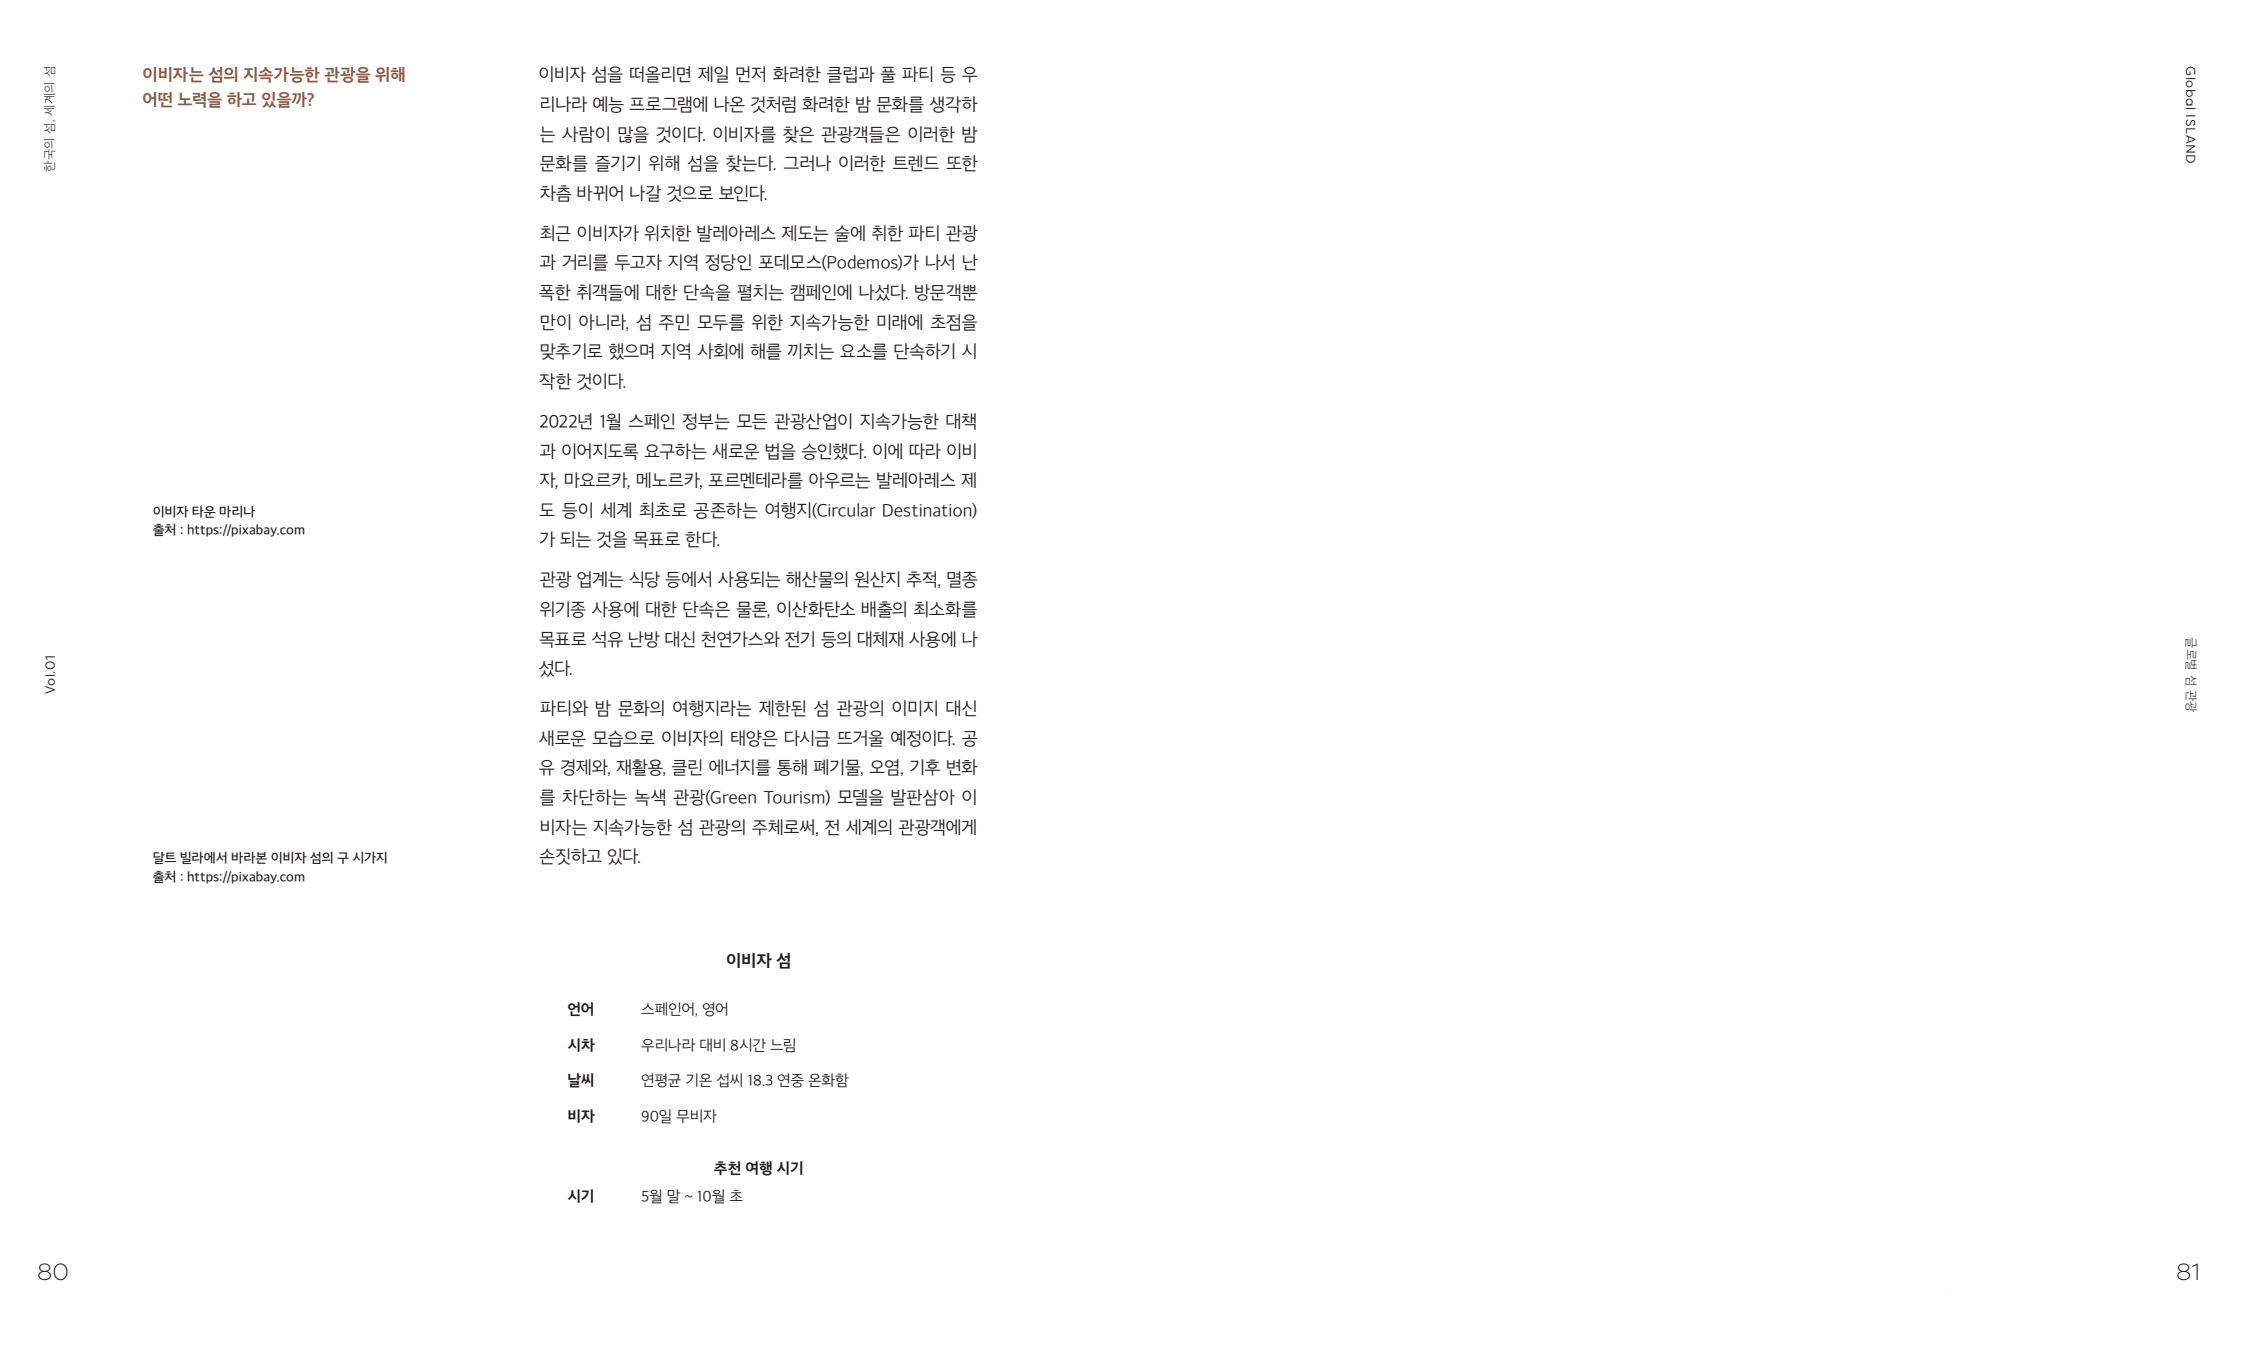 한국의 섬. 세계의 섬
Vol.01
80
이비자는 섬의 지속가능한 관광을 위해
어떤 노력을 하고 있을까?
이비자 타운 마리나
출처 : https://pixabay.com
달트 빌라에서 바라본 이비자 섬의 구 시가지
출처 : https://pixabay.com
이비자 섬을 떠올리면 제일 먼저 화려한 클럽과 풀 파티 등 우
리나라 예능 프로그램에 나온 것처럼 화려한 밤 문화를 생각하
는 사람이 많을 것이다. 이비자를 찾은 관광객들은 이러한 밤
문화를 즐기기 위해 섬을 찾는다. 그러나 이러한 트렌드 또한
차츰 바뀌어 나갈 것으로 보인다.
최근 이비자가 위치한 발레아레스 제도는 술에 취한 파티 관광
과 거리를 두고자 지역 정당인 포데모스(Podemos)가 나서 난
폭한 취객들에 대한 단속을 펼치는 캠페인에 나섰다. 방문객뿐
만이 아니라, 섬 주민 모두를 위한 지속가능한 미래에 초점을
맞추기로 했으며 지역 사회에 해를 끼치는 요소를 단속하기 시
작한 것이다.
2022년 1월 스페인 정부는 모든 관광산업이 지속가능한 대책
과 이어지도록 요구하는 새로운 법을 승인했다. 이에 따라 이비
자, 마요르카, 메노르카, 포르멘테라를 아우르는 발레아레스 제
도 등이 세계 최초로 공존하는 여행지(Circular Destination)
가 되는 것을 목표로 한다.
관광 업계는 식당 등에서 사용되는 해산물의 원산지 추적, 멸종
위기종 사용에 대한 단속은 물론, 이산화탄소 배출의 최소화를
목표로 석유 난방 대신 천연가스와 전기 등의 대체재 사용에 나
섰다.
파티와 밤 문화의 여행지라는 제한된 섬 관광의 이미지 대신
새로운 모습으로 이비자의 태양은 다시금 뜨거울 예정이다. 공
유 경제와, 재활용, 클린 에너지를 통해 폐기물, 오염, 기후 변화
를 차단하는 녹색 관광(Green Tourism) 모델을 발판삼아 이
비자는 지속가능한 섬 관광의 주체로써, 전 세계의 관광객에게
손짓하고 있다.
이비자 섬
언어 스페인어, 영어
시차 우리나라 대비 8시간 느림
날씨 연평균 기온 섭씨 18.3 연중 온화함
비자 90일 무비자
추천 여행 시기
시기 5월 말 ~ 10월 초
Global ISLAND
글로벌 섬 관광
81